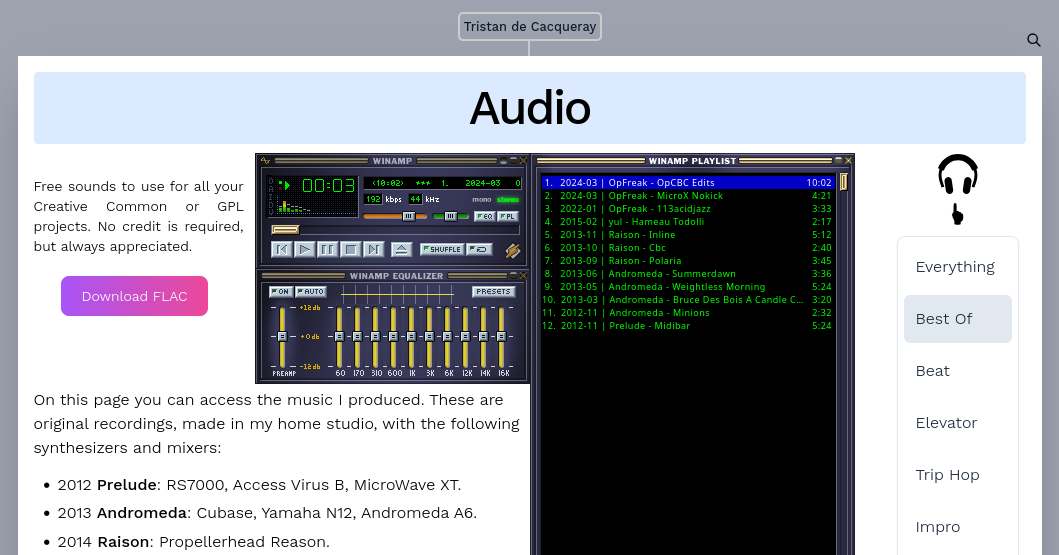 Tristan de Cacqueray
Audio
Free sounds to use for all your
Creative Common or GPL
projects. No credit is required,
but always appreciated.
Download FLAC
WINAMP
00:03
<10:02> *** 1. 2024-03 O
192 kbps 44 kHz mono stereo
EQ PL
SHUFFLE
WINAMP EQUALIZER
ON AUTO PRESETS
+12db
+0db
-12db
PREAMP 60 170 310 600 1K 3K 6K 12K 14K 16K
WINAMP PLAYLIST
1. 2024-03 | OpFreak - OpCBC Edits 10:02
2. 2024-03 | OpFreak - MicroX Nokick 4:21
3. 2022-01 | OpFreak - 113acidjazz 3:33
4. 2015-02 | yul - Hameau Todolli 2:17
5. 2013-11 | Raison - Inline 5:12
6. 2013-10 | Raison - Cbc 2:40
7. 2013-09 | Raison - Polaria 3:45
8. 2013-06 | Andromeda - Summerdawn 3:36
9. 2013-05 | Andromeda - Weightless Morning 5:24
10. 2013-03 | Andromeda - Bruce Des Bois A Candle C... 3:20
11. 2012-11 | Andromeda - Minions 2:32
12. 2012-11 | Prelude - Midibar 5:24
Everything
Best Of
Beat
Elevator
Trip Hop
Impro
On this page you can access the music I produced. These are
original recordings, made in my home studio, with the following
synthesizers and mixers:
• 2012 Prelude: RS7000, Access Virus B, MicroWave XT.
• 2013 Andromeda: Cubase, Yamaha N12, Andromeda A6.
• 2014 Raison: Propellerhead Reason.